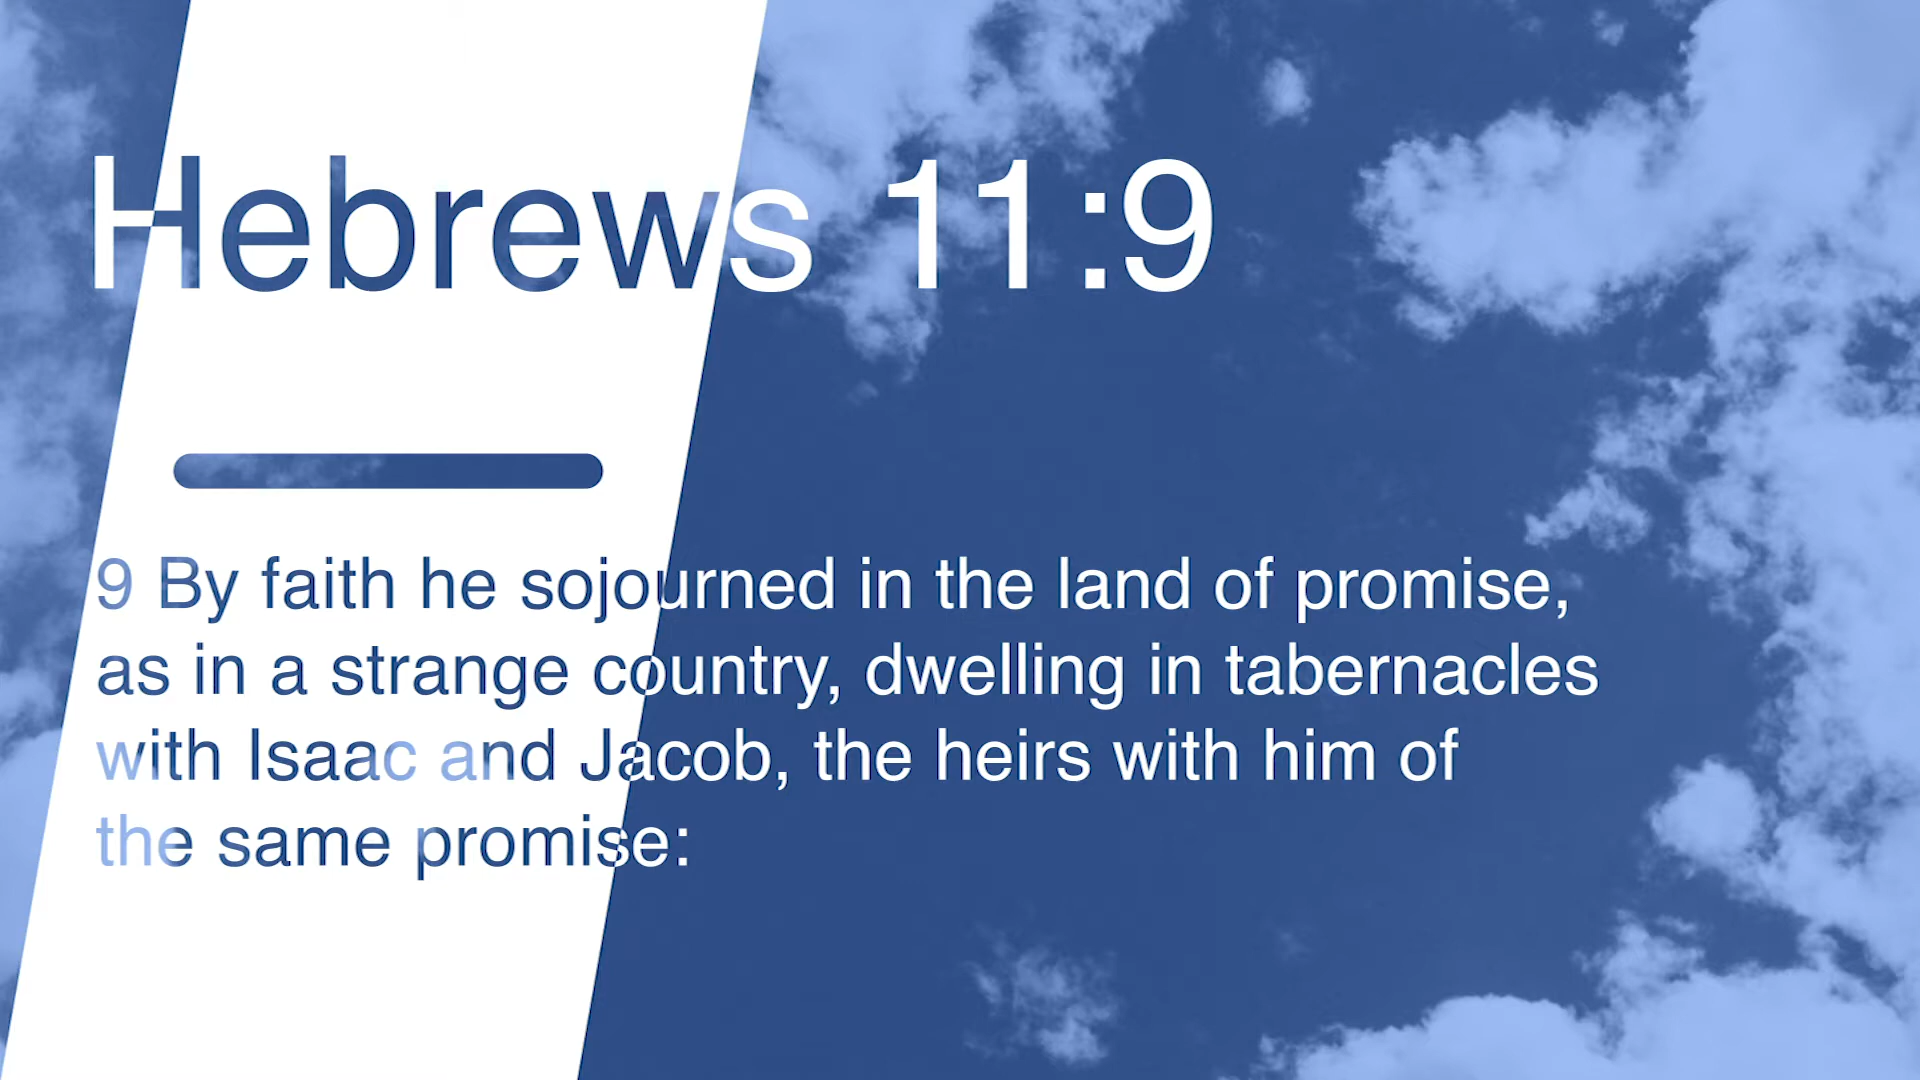 Hebrews 11:9
9 By faith he sojourned in the land of promise,
as in a strange country, dwelling in tabernacles
with Isaac and Jacob, the heirs with him of
the same promise: